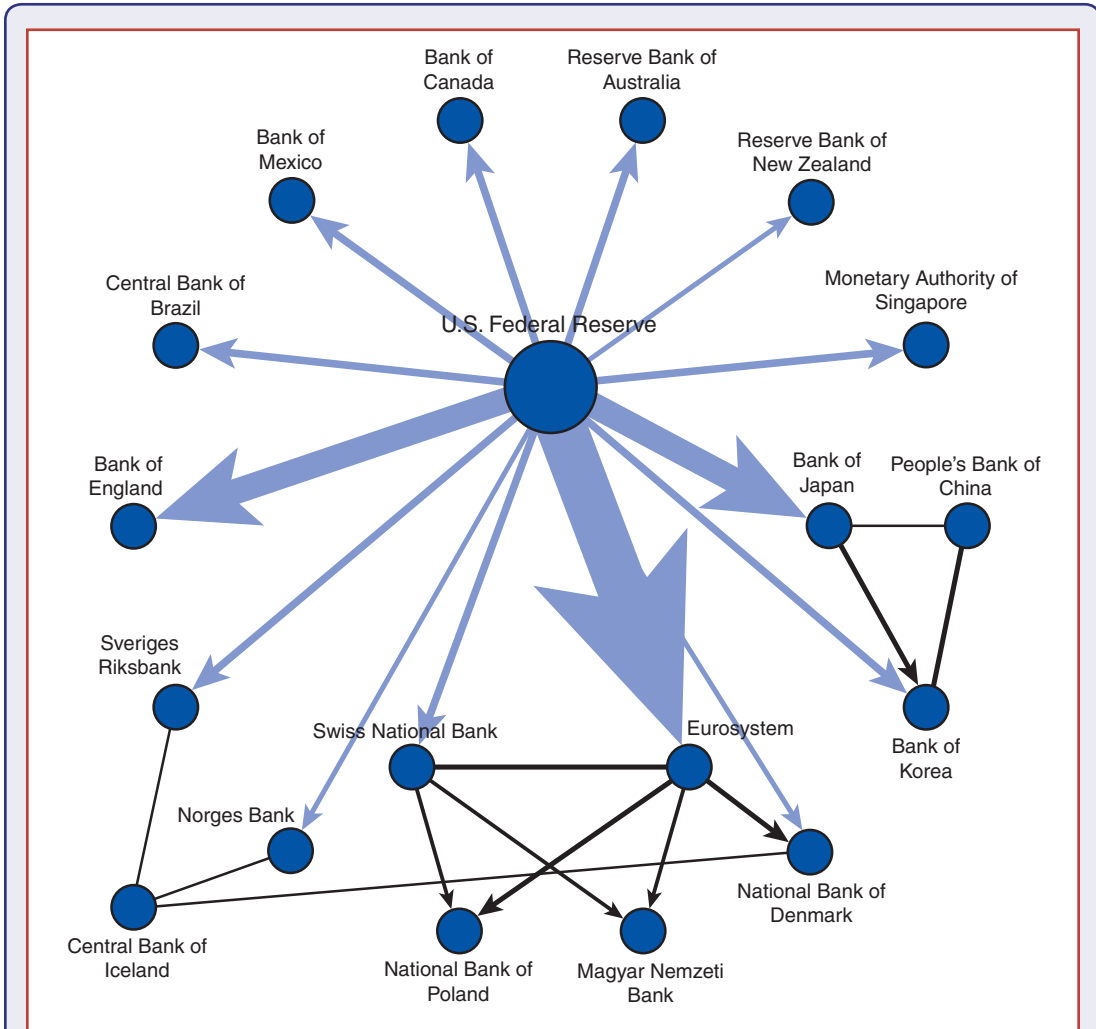 Bank of
Canada
Reserve Bank of
Australia
Bank of
Mexico
Reserve Bank of
New Zealand
Central Bank of
Brazil
Monetary Authority of
Singapore
U.S. Federal Reserve
Bank of
England
Bank of
Japan
People's Bank of
China
Sveriges
Riksbank
Swiss National Bank
Eurosystem
Bank of
Korea
Norges Bank
National Bank of
Denmark
Central Bank of
Iceland
National Bank of
Poland
Magyar Nemzeti
Bank